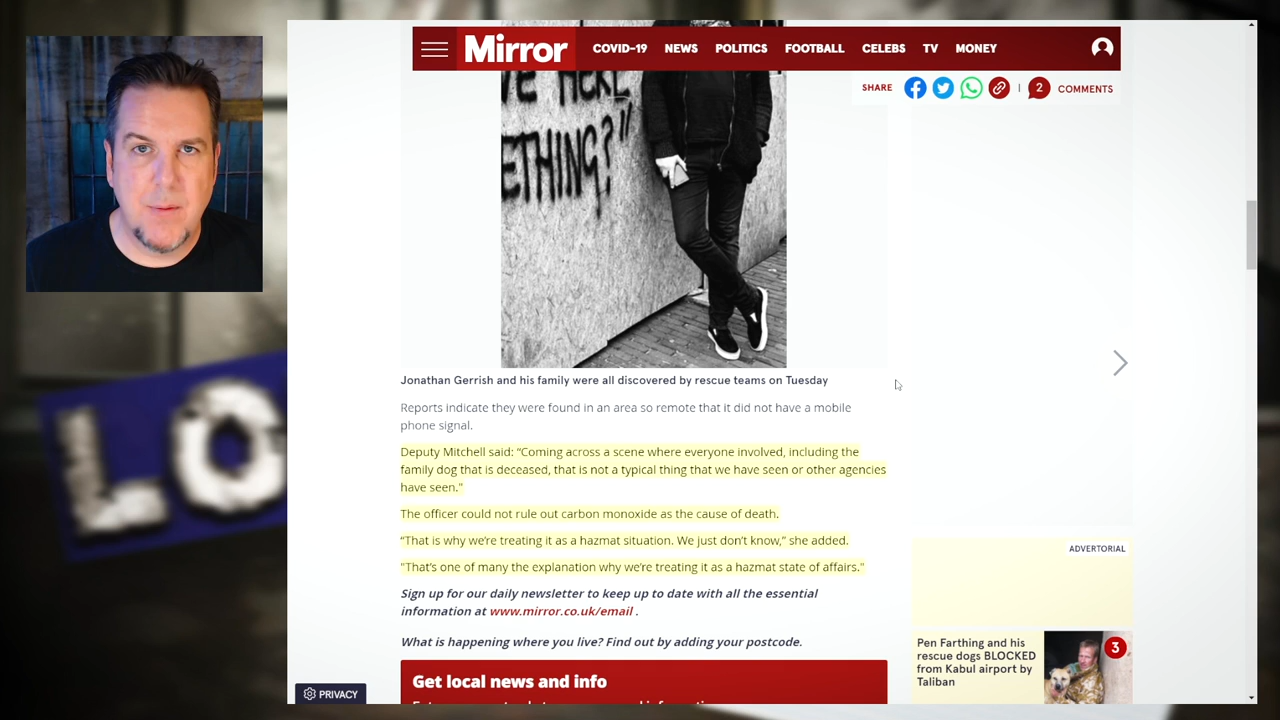 Mirror
COVID-19 NEWS POLITICS FOOTBALL CELEBS TV MONEY
SHARE
2 COMMENTS
ETHING?"
LO
Jonathan Gerrish and his family were all discovered by rescue teams on Tuesday
Reports indicate they were found in an area so remote that it did not have a mobile
phone signal.
Deputy Mitchell said: “Coming across a scene where everyone involved, including the
family dog that is deceased, that is not a typical thing that we have seen or other agencies
have seen.”
The officer could not rule out carbon monoxide as the cause of death.
“That is why we’re treating it as a hazmat situation. We just don’t know,” she added.
"That’s one of many the explanation why we’re treating it as a hazmat state of affairs."
Sign up for our daily newsletter to keep up to date with all the essential
information at www.mirror.co.uk/email .
What is happening where you live? Find out by adding your postcode.
Get local news and info
ADVERTORIAL
Pen Farthing and his
rescue dogs BLOCKED
from Kabul airport by
Taliban
3
PRIVACY